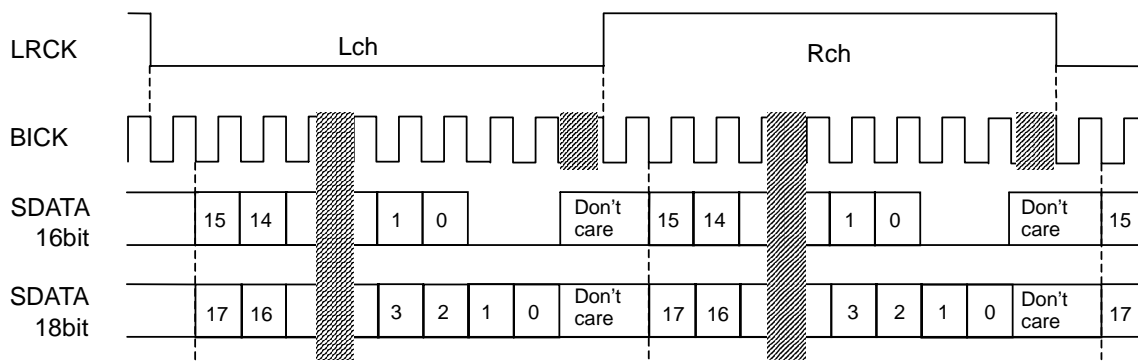 LRCK Lch Rch
BICK
SDATA
16bit
15 14 1 0 Don't
care 15 14 1 0 Don't
care 15
SDATA
18bit
17 16 3 2 1 0 Don't
care 17 16 3 2 1 0 Don't
care 17